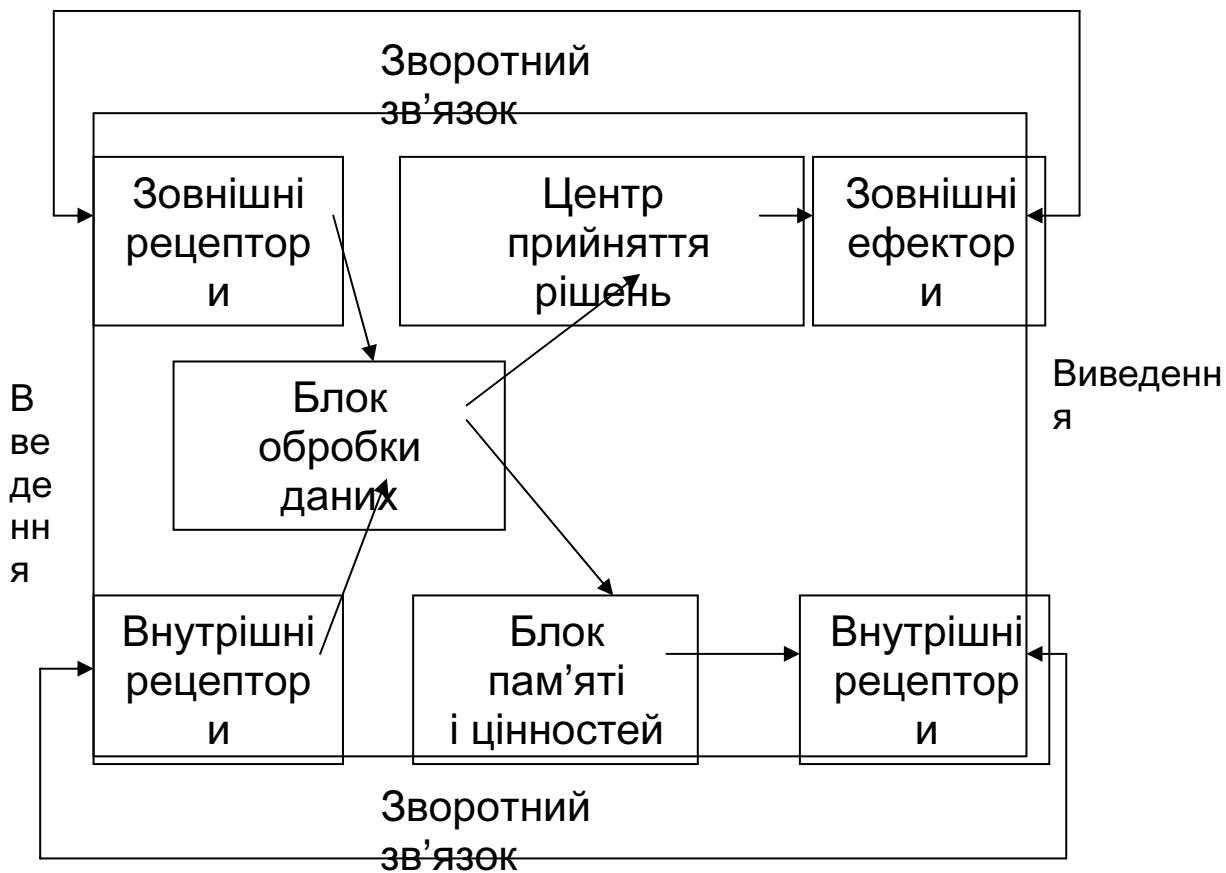 Зворотний
зв’язок
Зовнішні
рецептор
и
Центр
прийняття
рішень
Зовнішні
ефектор
и
Блок
обробки
даних
В
ве
де
нн
я
Виведенн
я
Внутрішні
рецептор
и
Блок
пам’яті
і цінностей
Внутрішні
рецептор
и
Зворотний
зв’язок